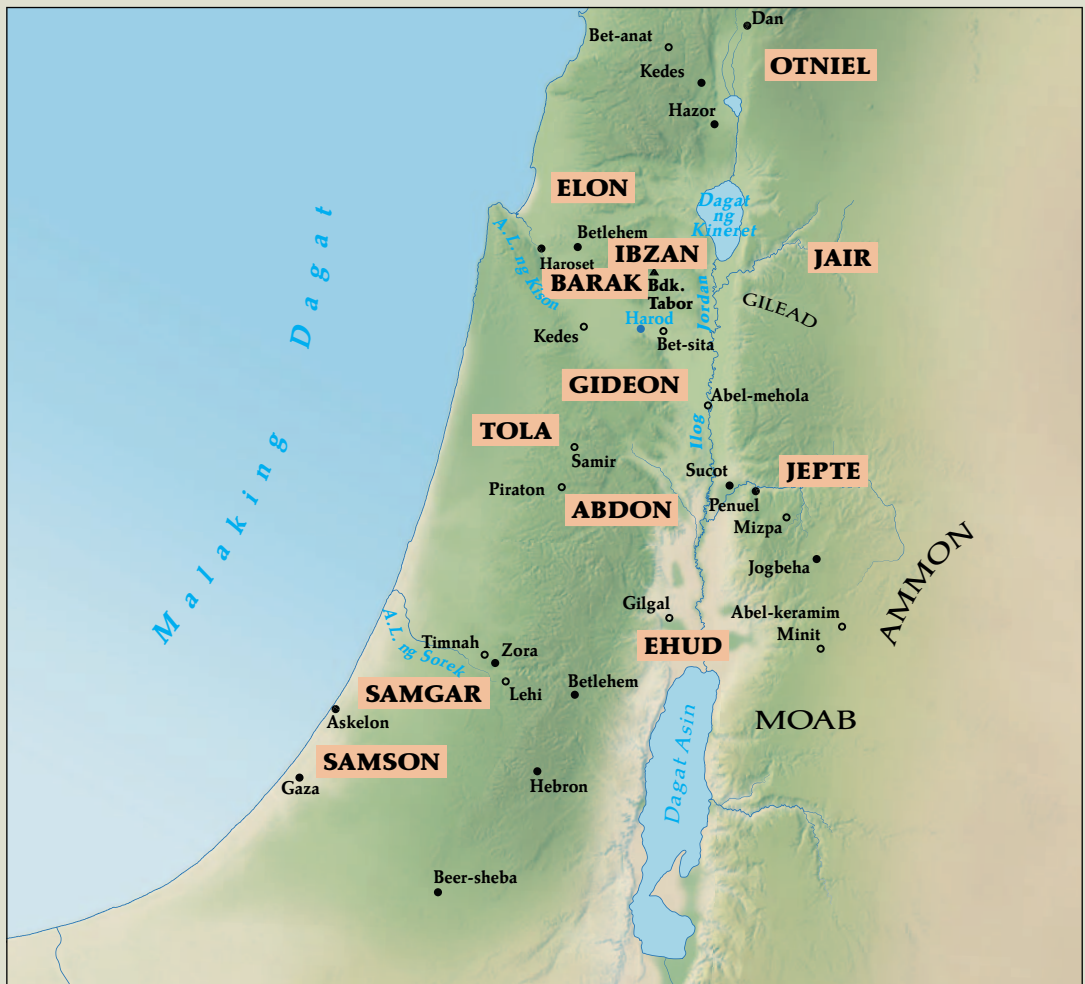 Dan
Bet-anat
OTNIEL
Kedes
Hazor
ELON
Dagat
ng
Kineret
Malaking Dagat
A.L. ng Kison
Betlehem
Haroset
IBZAN
JAIR
BARAK
Bdk.
Tabor
Jordan
GILEAD
Harod
Kedes
Bet-sita
GIDEON
Abel-mehola
TOLA
Ilog
Samir
Sucot
JEPTE
Piraton
Penuel
ABDON
Mizpa
AMMON
Jogbeha
Gilgal
Abel-keramim
A.L. ng Sorek
Minit
Timnah
Zora
EHUD
Lehi
Betlehem
SAMGAR
Askelon
MOAB
SAMSON
Dagat Asin
Gaza
Hebron
Beer-sheba